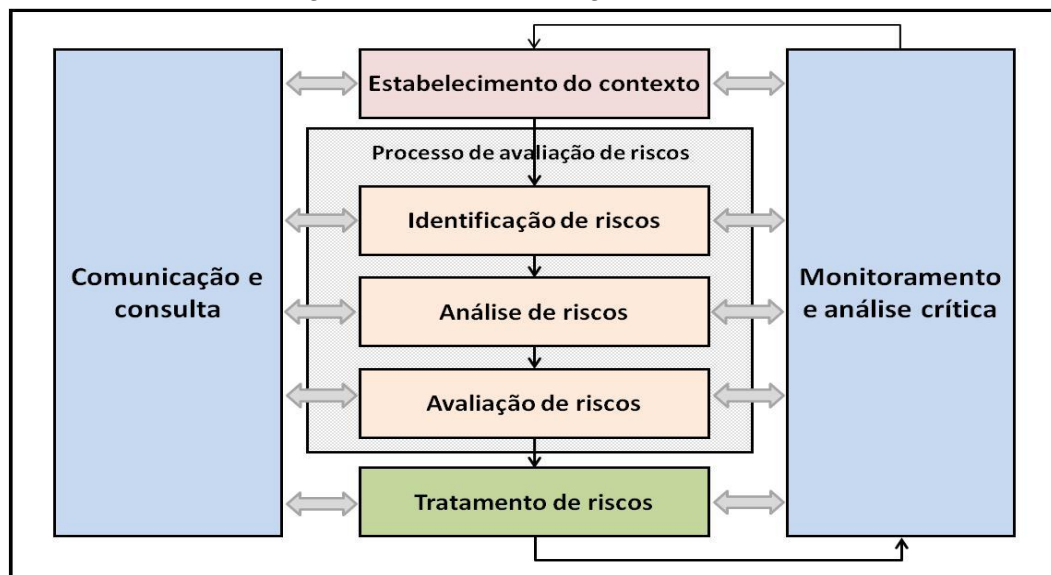 Estabelecimento do contexto
Processo de avaliação de riscos
Identificação de riscos
Comunicação e
consulta
Monitoramento
e análise crítica
Análise de riscos
Avaliação de riscos
Tratamento de riscos